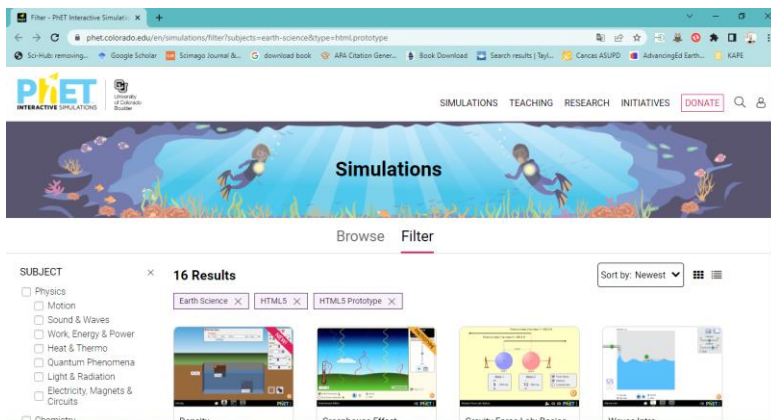 Filter - PhET Interactive Simulatio
phet.colorado.edu/en/simulations/filter?subjects=earth-science&type=html,prototype
Sci-Hub: removing... Google Scholar Scimago Journal &... download book APA Citation Gener... Book Download Search results | Tayl... Cancas ASUPD AdvancingEd Earth... KAPE
PhET
INTERACTIVE SIMULATIONS
University
of Colorado
Boulder
SIMULATIONS TEACHING RESEARCH INITIATIVES DONATE
Simulations
Browse Filter
SUBJECT
Physics
Motion
Sound & Waves
Work, Energy & Power
Heat & Thermo
Quantum Phenomena
Light & Radiation
Electricity, Magnets &
Circuits
16 Results
Sort by: Newest
Earth Science HTML5 HTML5 Prototype
NEW!